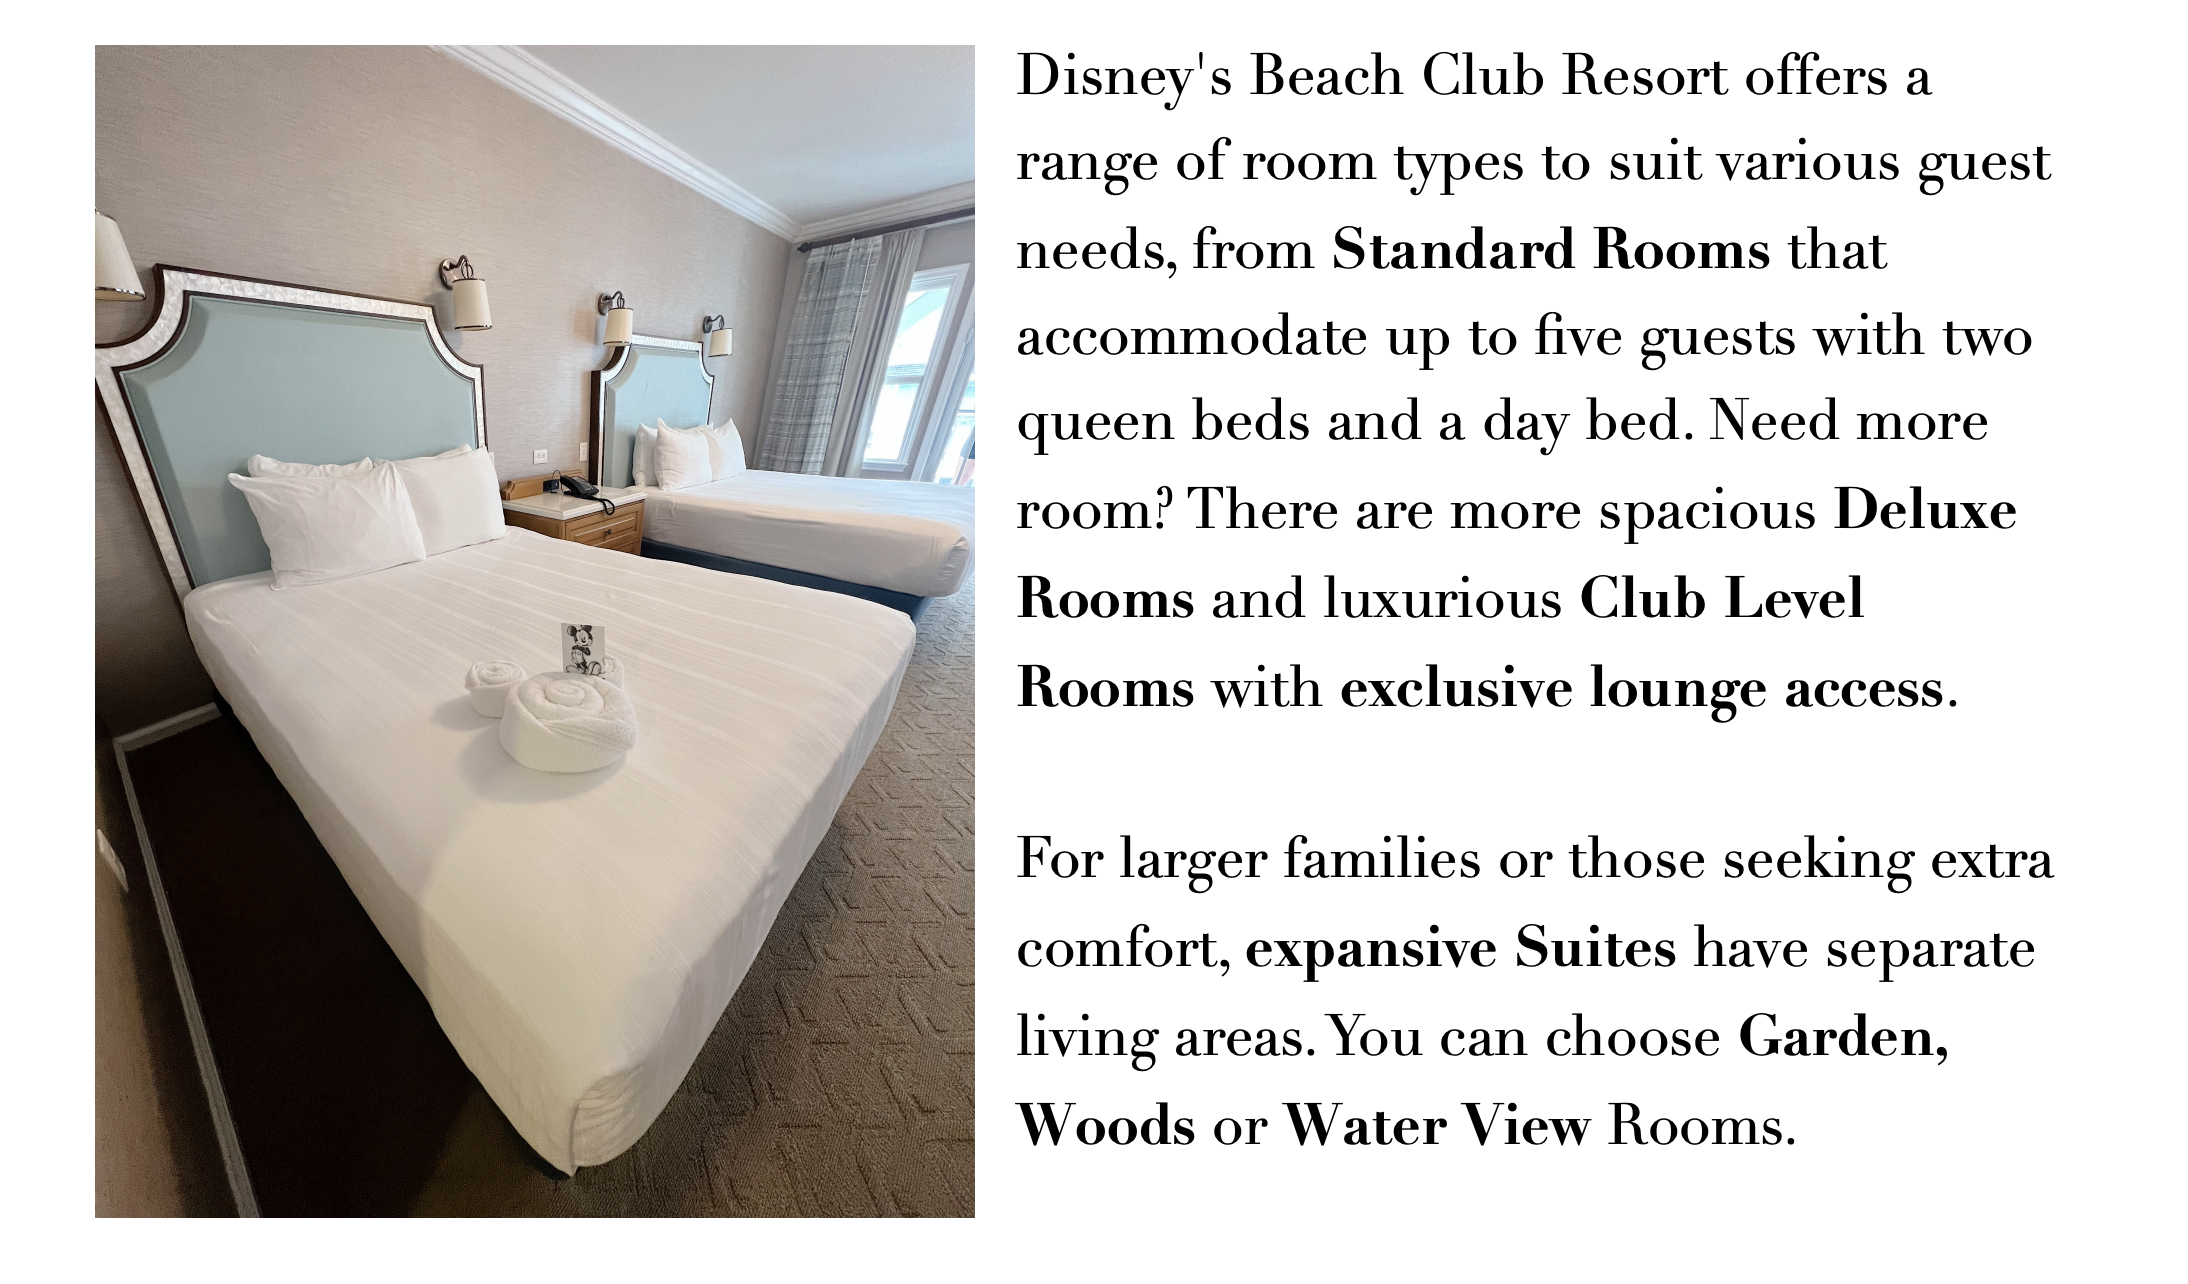 Disney's Beach Club Resort offers a
range of room types to suit various guest
needs, from Standard Rooms that
accommodate up to five guests with two
queen beds and a day bed. Need more
room? There are more spacious Deluxe
Rooms and luxurious Club Level
Rooms with exclusive lounge access.
For larger families or those seeking extra
comfort, expansive Suites have separate
living areas. You can choose Garden,
Woods or Water View Rooms.